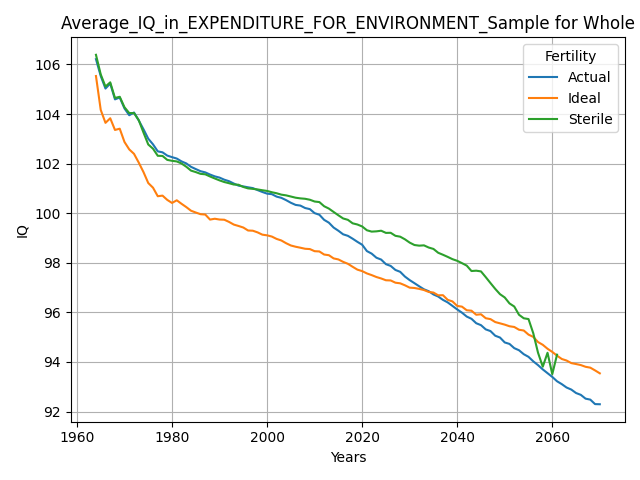 Average_IQ_in_EXPENDITURE_FOR_ENVIRONMENT_Sample for Whole
Fertility
Actual
Ideal
Sterile
IQ
106
104
102
100
98
96
94
92
1960
1980
2000
2020
2040
2060
Years